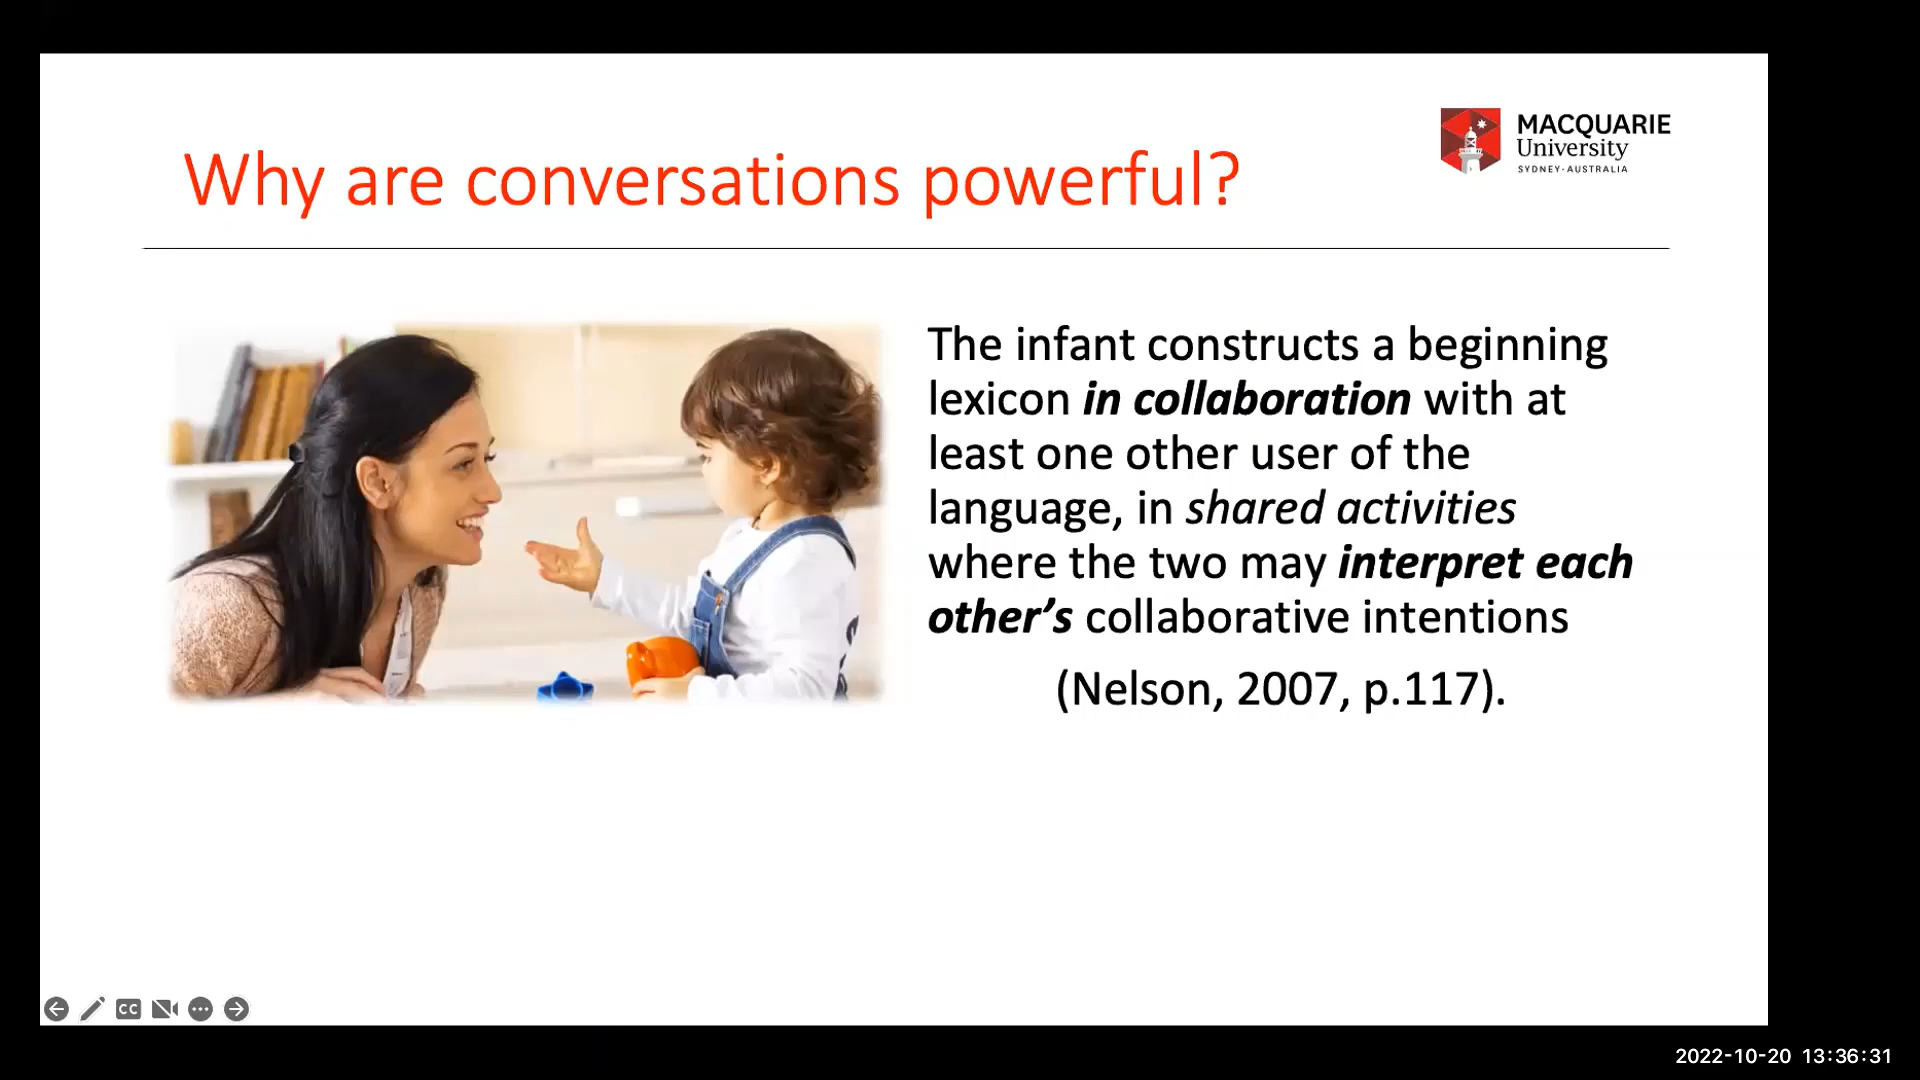 MACQUARIE
University
SYDNEY·AUSTRALIA
Why are conversations powerful?
The infant constructs a beginning
lexicon in collaboration with at
least one other user of the
language, in shared activities
where the two may interpret each
other’s collaborative intentions
(Nelson, 2007, p.117).
CC
2022-10-20 13:36:31